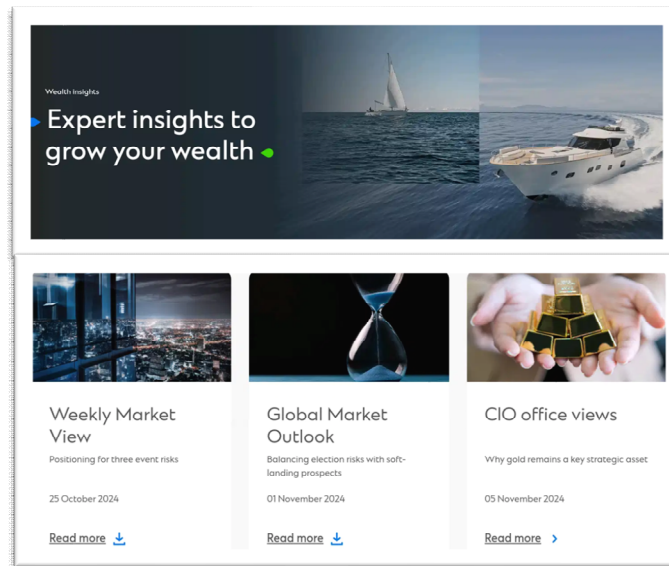 Wealth Insights
Expert insights to
grow your wealth
Weekly Market
View
Positioning for three event risks
25 October 2024
Read more
Global Market
Outlook
Balancing election risks with soft-
landing prospects
01 November 2024
Read more
CIO office views
Why gold remains a key strategic asset
05 November 2024
Read more